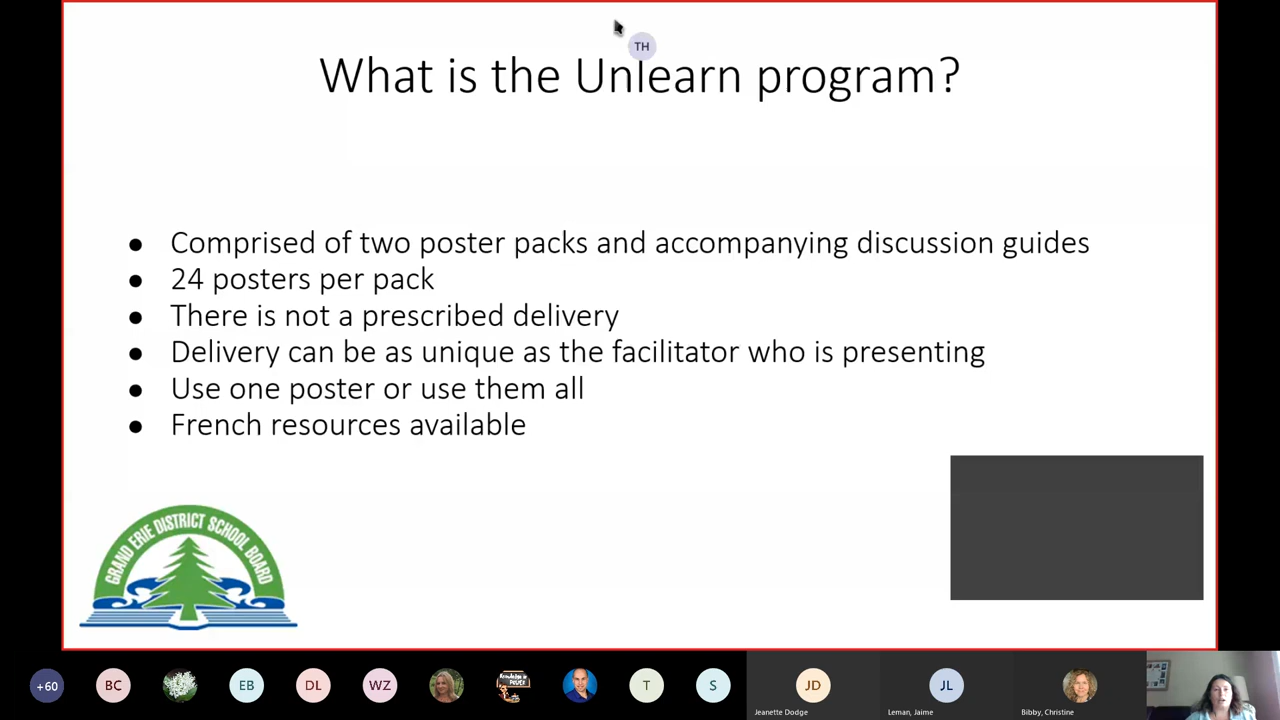 TH
What is the Unlearn program?
● Comprised of two poster packs and accompanying discussion guides
● 24 posters per pack
● There is not a prescribed delivery
● Delivery can be as unique as the facilitator who is presenting
● Use one poster or use them all
● French resources available
GRAND ERIE DISTRICT SCHOOL BOARD
+60
BC
EB
DL
WZ
Knowledge is
POWER
T
S
JD
JL
Jeanette Dodge
Leman, Jaime
Bibby, Christine